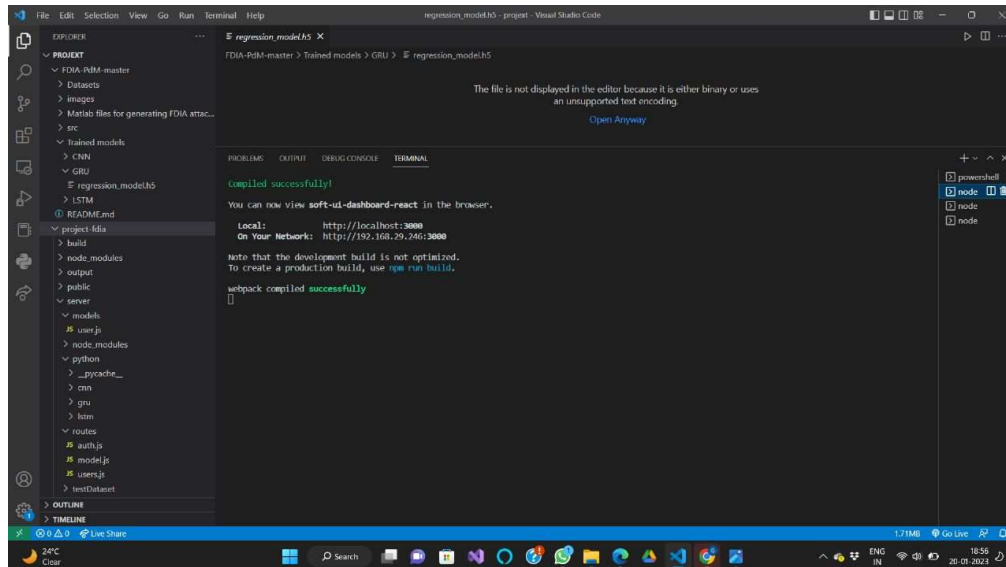 File Edit Selection View Go Run Terminal Help
regression_model.h5 - projext - Visual Studio Code
EXPLORER ···
PROJEXT
FDIA-PdM-master
Datasets
images
Matlab files for generating FDIA attac...
src
Trained models
CNN
GRU
regression_model.h5
LSTM
README.md
project-fdia
build
node_modules
output
public
server
models
JS user.js
node_modules
python
__pycache__
cnn
gru
lstm
routes
JS auth.js
JS model.js
JS users.js
testDataset
OUTLINE
TIMELINE
regression_model.h5
FDIA-PdM-master > Trained models > GRU > regression_model.h5
The file is not displayed in the editor because it is either binary or uses
an unsupported text encoding.
Open Anyway
PROBLEMS OUTPUT DEBUG CONSOLE TERMINAL
Compiled successfully!
You can now view soft-ui-dashboard-react in the browser.
Local: http://localhost:3000
On Your Network: http://192.168.29.246:3000
Note that the development build is not optimized.
To create a production build, use npm run build.
webpack compiled successfully
powershell
node
node
node
0 0 Live Share
1.71MB Go Live
24°C
Clear
Search
ENG
IN
18:56
20-01-2023